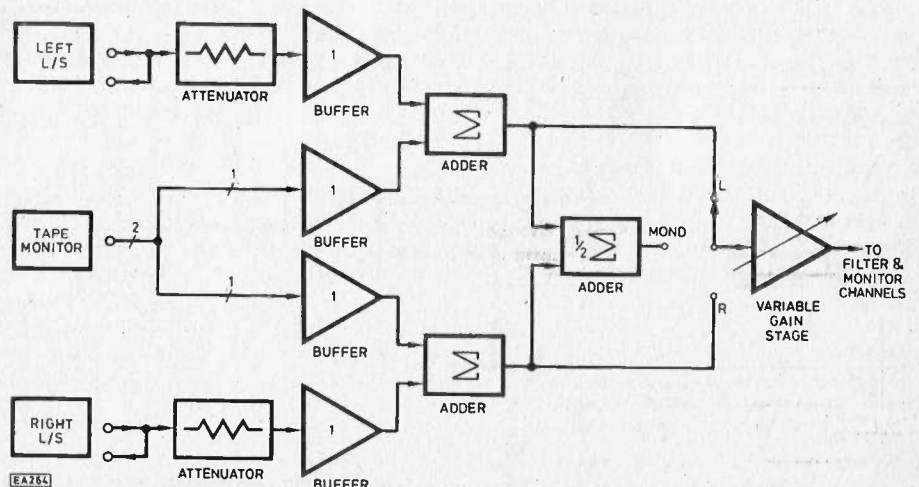 LEFT
L/S
ATTENUATOR
1
BUFFER
Σ
ADDER
TAPE
MONITOR
2
1
1
BUFFER
1
1
BUFFER
½
Σ
ADDER
MONO
L
R
VARIABLE
GAIN
STAGE
TO
FILTER &
MONITOR
CHANNELS
Σ
ADDER
RIGHT
L/S
ATTENUATOR
1
BUFFER
EA264